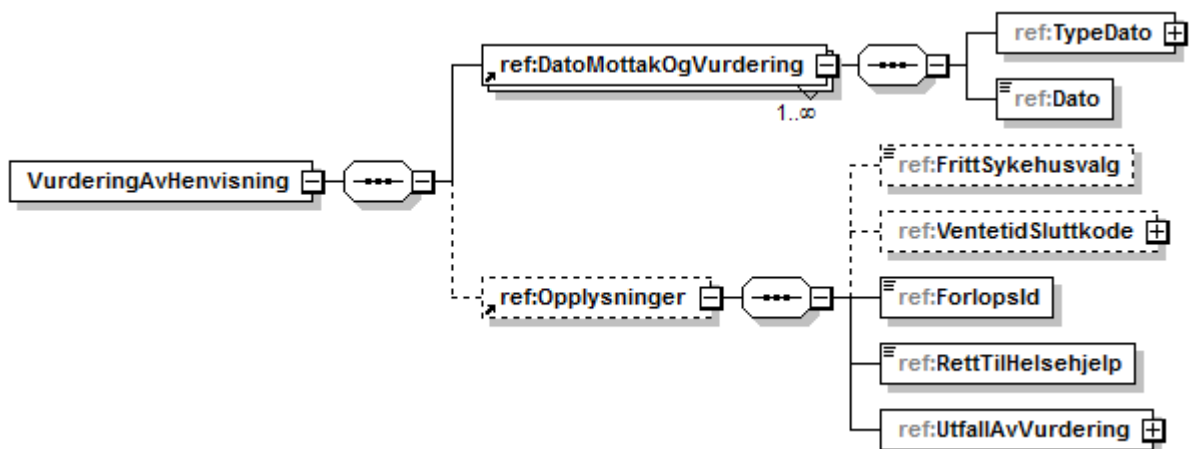 ref:TypeDato
ref:DatoMottakOgVurdering
ref:Dato
1..∞
ref:FrittSykehusvalg
VurderingAvHenvisning
ref:VentetidSluttkode
ref:Opplysninger
ref:ForlopsId
ref:RettTilHelsehjelp
ref:UtfallAvVurdering